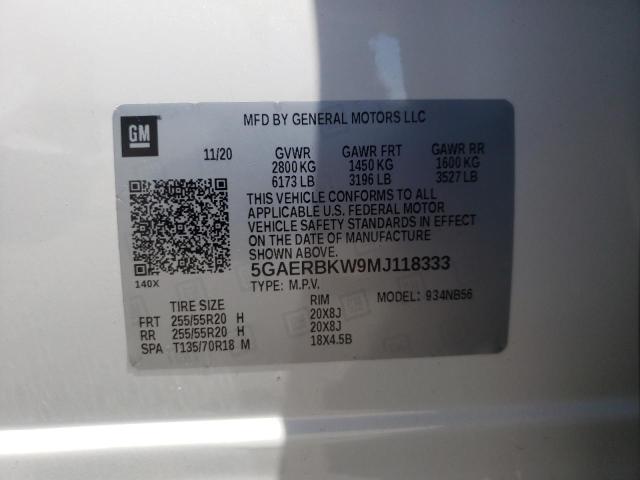 GM
MFD BY GENERAL MOTORS LLC
11/20 GVWR GAWR FRT GAWR RR
2800 KG 1450 KG 1600 KG
6173 LB 3196 LB 3527 LB
THIS VEHICLE CONFORMS TO ALL
APPLICABLE U.S. FEDERAL MOTOR
VEHICLE SAFETY STANDARDS IN EFFECT
ON THE DATE OF MANUFACTURE
SHOWN ABOVE.
140X
5GAERBKW9MJ118333
TYPE: M.P.V. MODEL: 934NB56
TIRE SIZE RIM
FRT 255/55R20 H 20X8J
RR 255/55R20 H 20X8J
SPA T135/70R18 M 18X4.5B